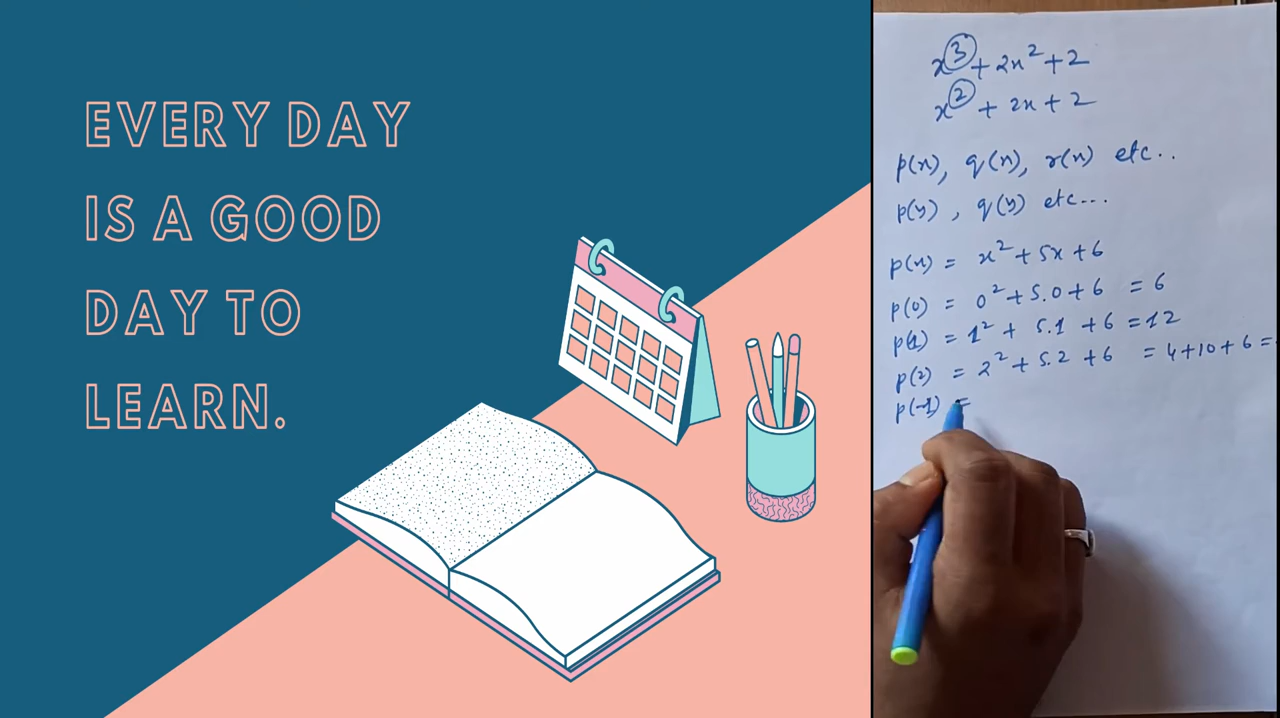 EVERY DAY
IS A GOOD
DAY TO
LEARN.
x³ + 2x² + 2
x² + 2x + 2
p(x), q(x), r(x) etc..
p(y), q(y) etc...
p(x) = x² + 5x + 6
p(0) = 0² + 5.0 + 6 = 6
p(1) = 1² + 5.1 + 6 = 12
p(2) = 2² + 5.2 + 6 = 4+10+6 =
p(-1) =